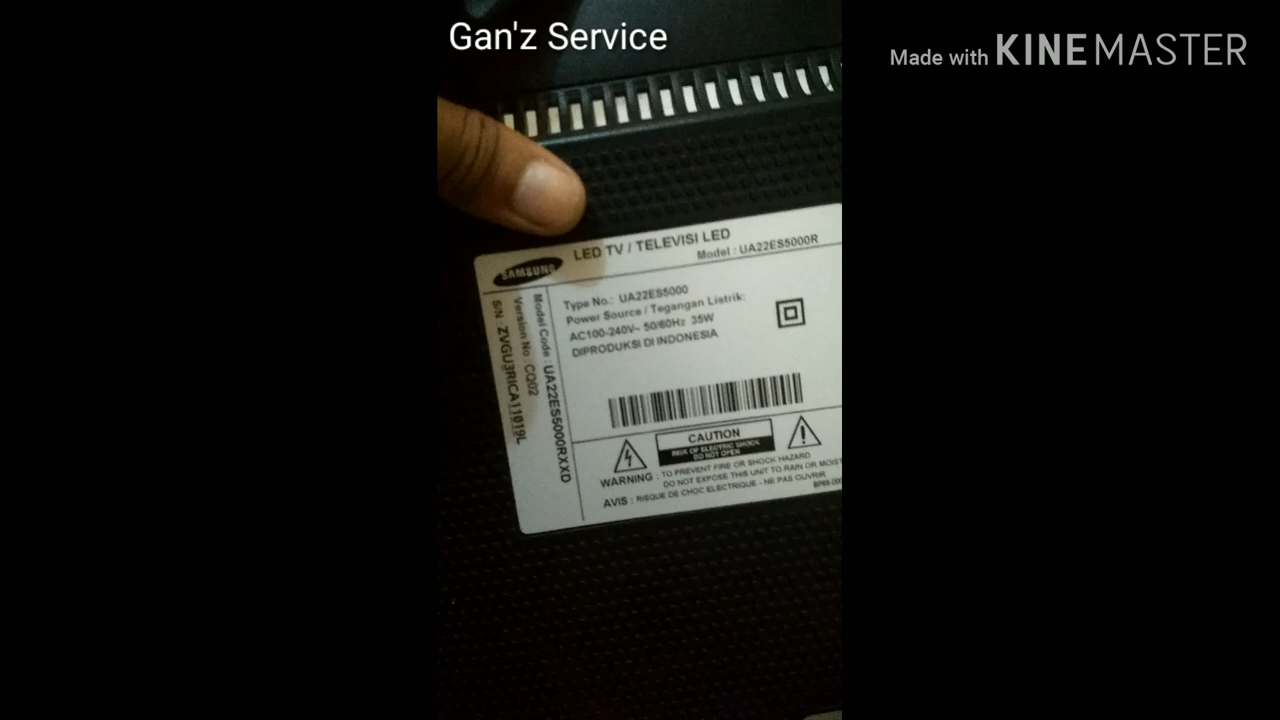 Gan'z Service
Made with KINEMASTER
SAMSUNG
LED TV / TELEVISI LED
Model : UA22ES5000R
Type No.: UA22ES5000
Power Source / Tegangan Listrik:
AC100-240V~ 50/60Hz 35W
DIPRODUKSI DI INDONESIA
Model Code : UA22ES5000RXXD
Version No : CQ02
S/N : ZVGU3RICA11019L
CAUTION
RISK OF ELECTRIC SHOCK
DO NOT OPEN
WARNING : TO PREVENT FIRE OR SHOCK HAZARD
DO NOT EXPOSE THIS UNIT TO RAIN OR MOIST
AVIS : RISQUE DE CHOC ELECTRIQUE - NE PAS OUVRIR